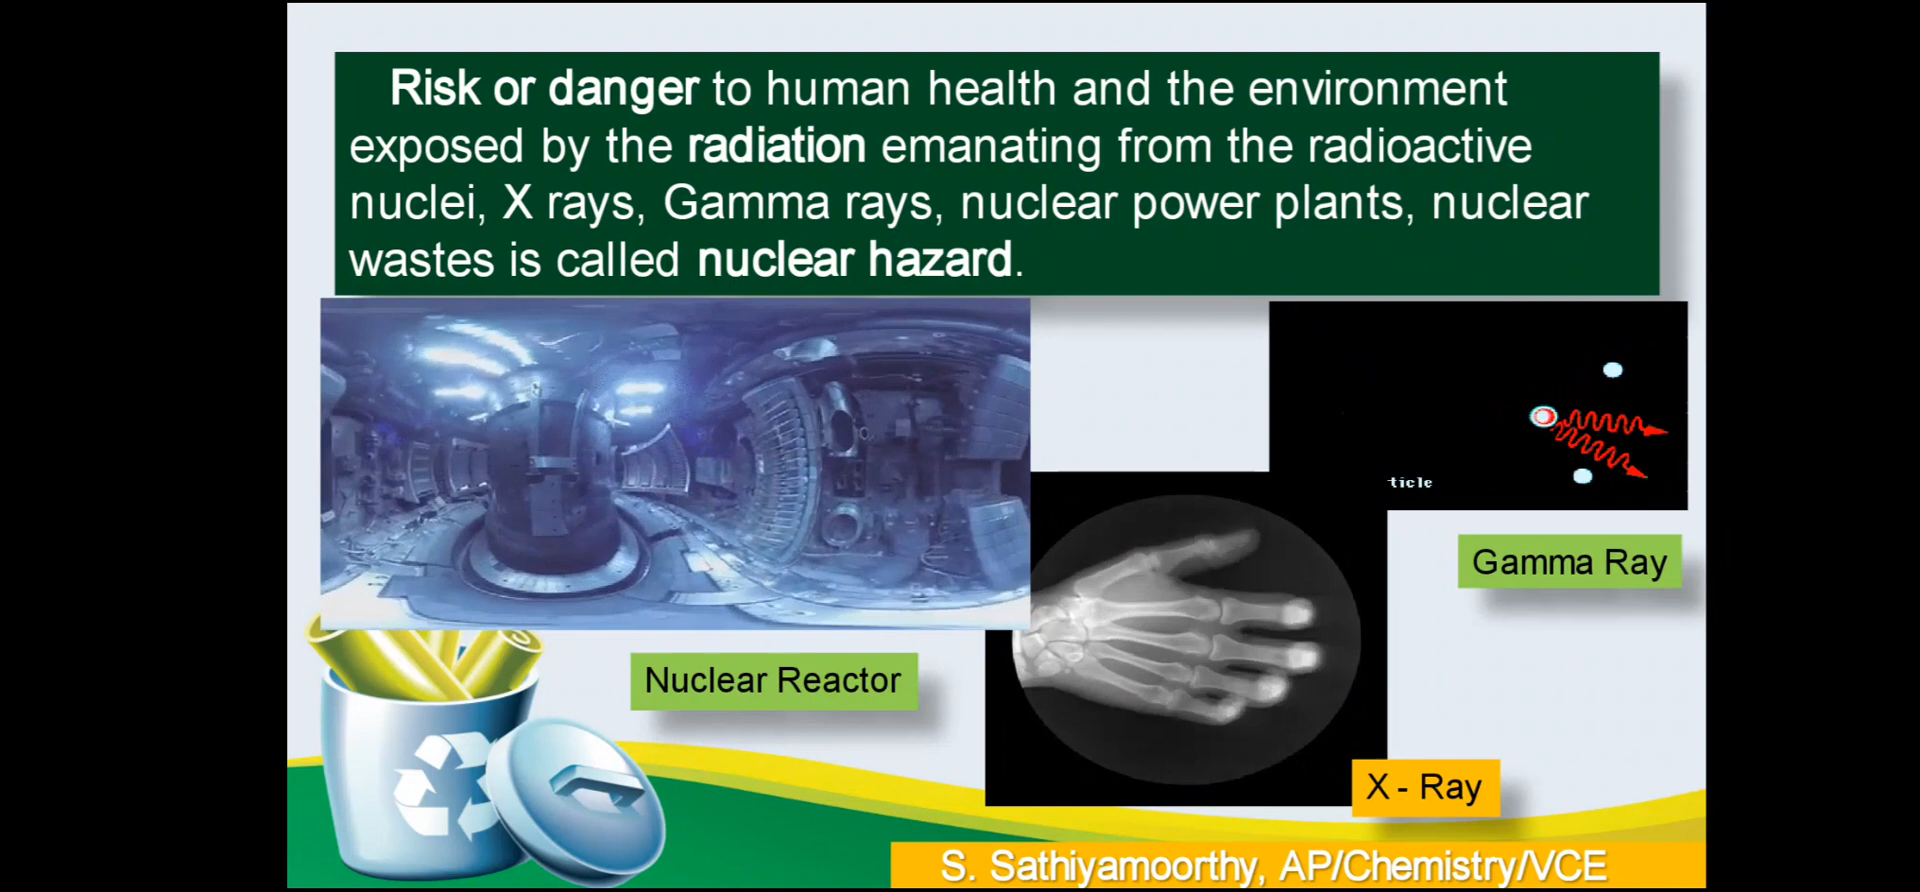 Risk or danger to human health and the environment
exposed by the radiation emanating from the radioactive
nuclei, X rays, Gamma rays, nuclear power plants, nuclear
wastes is called nuclear hazard.
ticle
Gamma Ray
Nuclear Reactor
X - Ray
S. Sathiyamoorthy, AP/Chemistry/VCE